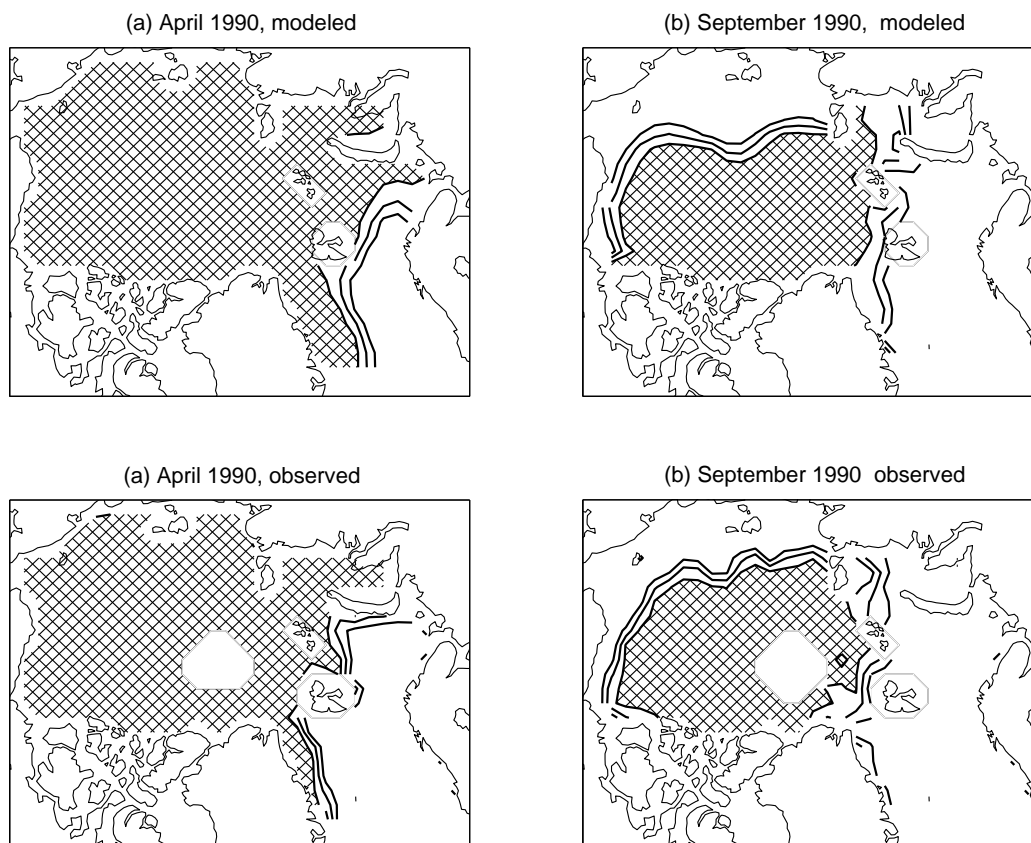 (a) April 1990, modeled
(b) September 1990,  modeled
(a) April 1990, observed
(b) September 1990  observed